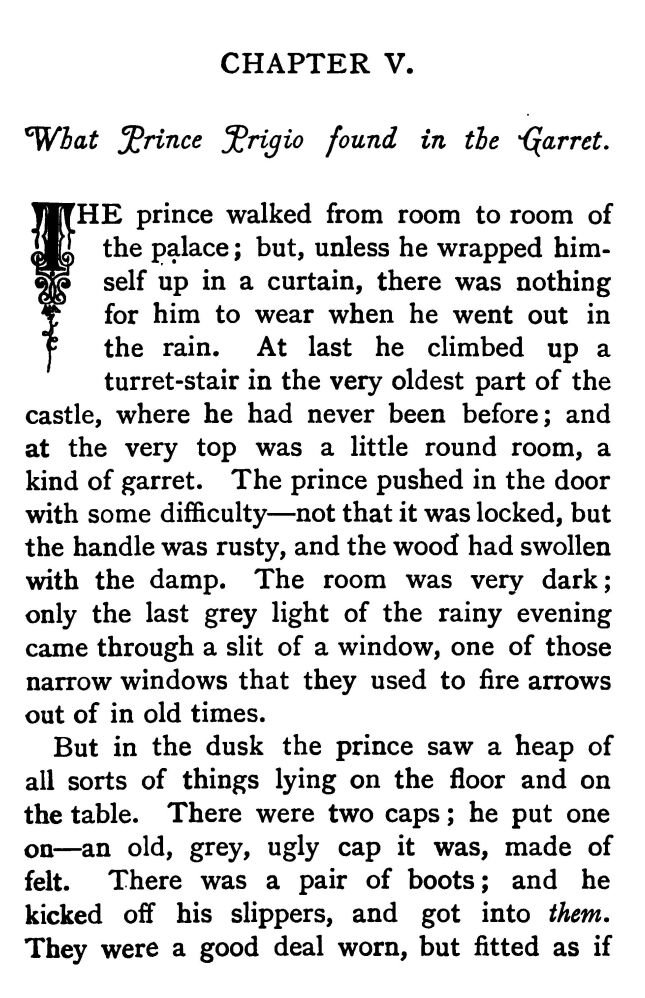 CHAPTER V.
What Prince Prigio found in the Garret.
THE prince walked from room to room of
the palace; but, unless he wrapped him-
self up in a curtain, there was nothing
for him to wear when he went out in
the rain. At last he climbed up a
turret-stair in the very oldest part of the
castle, where he had never been before; and
at the very top was a little round room, a
kind of garret. The prince pushed in the door
with some difficulty—not that it was locked, but
the handle was rusty, and the wood had swollen
with the damp. The room was very dark;
only the last grey light of the rainy evening
came through a slit of a window, one of those
narrow windows that they used to fire arrows
out of in old times.
But in the dusk the prince saw a heap of
all sorts of things lying on the floor and on
the table. There were two caps; he put one
on—an old, grey, ugly cap it was, made of
felt. There was a pair of boots; and he
kicked off his slippers, and got into them.
They were a good deal worn, but fitted as if